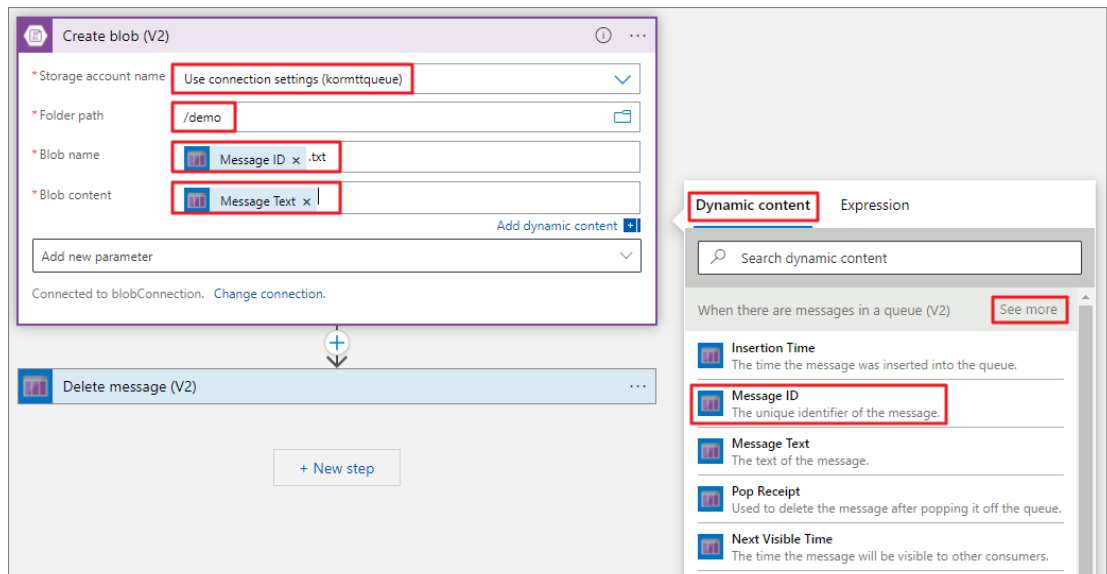 Create blob (V2)
* Storage account name
Use connection settings (kormttqueue)
* Folder path
/demo
* Blob name
Message ID × .txt
* Blob content
Message Text ×
Add dynamic content +
Add new parameter
Connected to blobConnection. Change connection.
Delete message (V2)
+ New step
Dynamic content Expression
Search dynamic content
When there are messages in a queue (V2) See more
Insertion Time
The time the message was inserted into the queue.
Message ID
The unique identifier of the message.
Message Text
The text of the message.
Pop Receipt
Used to delete the message after popping it off the queue.
Next Visible Time
The time the message will be visible to other consumers.